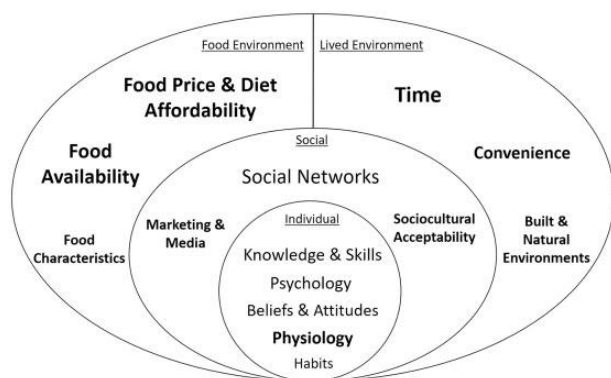 Food Environment
Lived Environment
Food Price & Diet
Affordability
Time
Food
Availability
Convenience
Social
Social Networks
Marketing &
Media
Sociocultural
Acceptability
Food
Characteristics
Built &
Natural
Environments
Individual
Knowledge & Skills
Psychology
Beliefs & Attitudes
Physiology
Habits